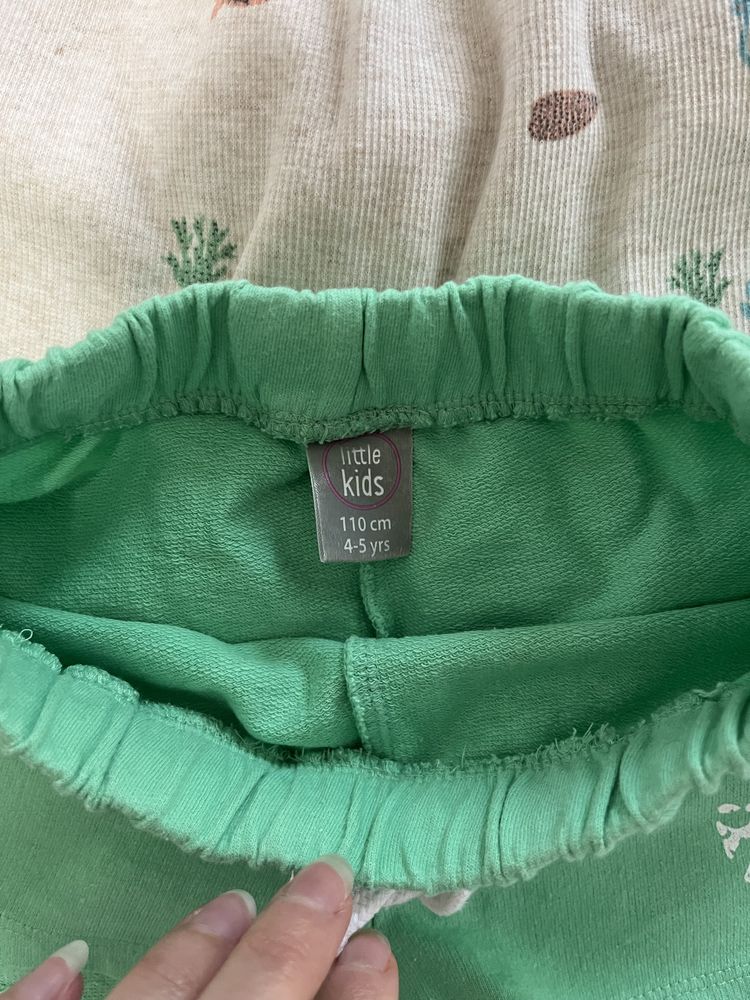 little
kids
110 cm
4-5 yrs